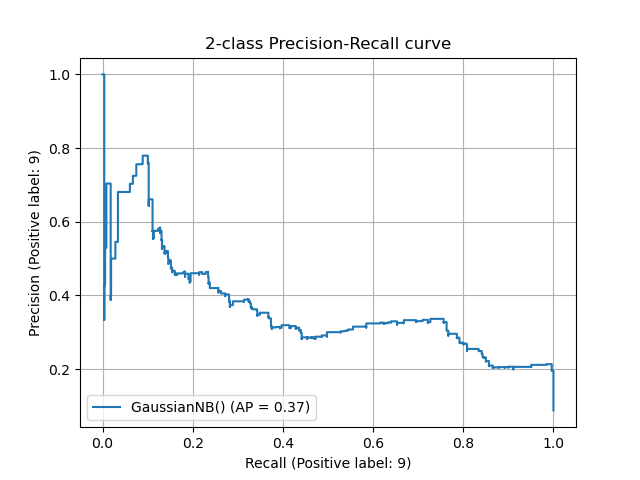 2-class Precision-Recall curve
1.0
0.8
0.6
0.4
0.2
Precision (Positive label: 9)
GaussianNB() (AP = 0.37)
0.0 0.2 0.4 0.6 0.8 1.0
Recall (Positive label: 9)